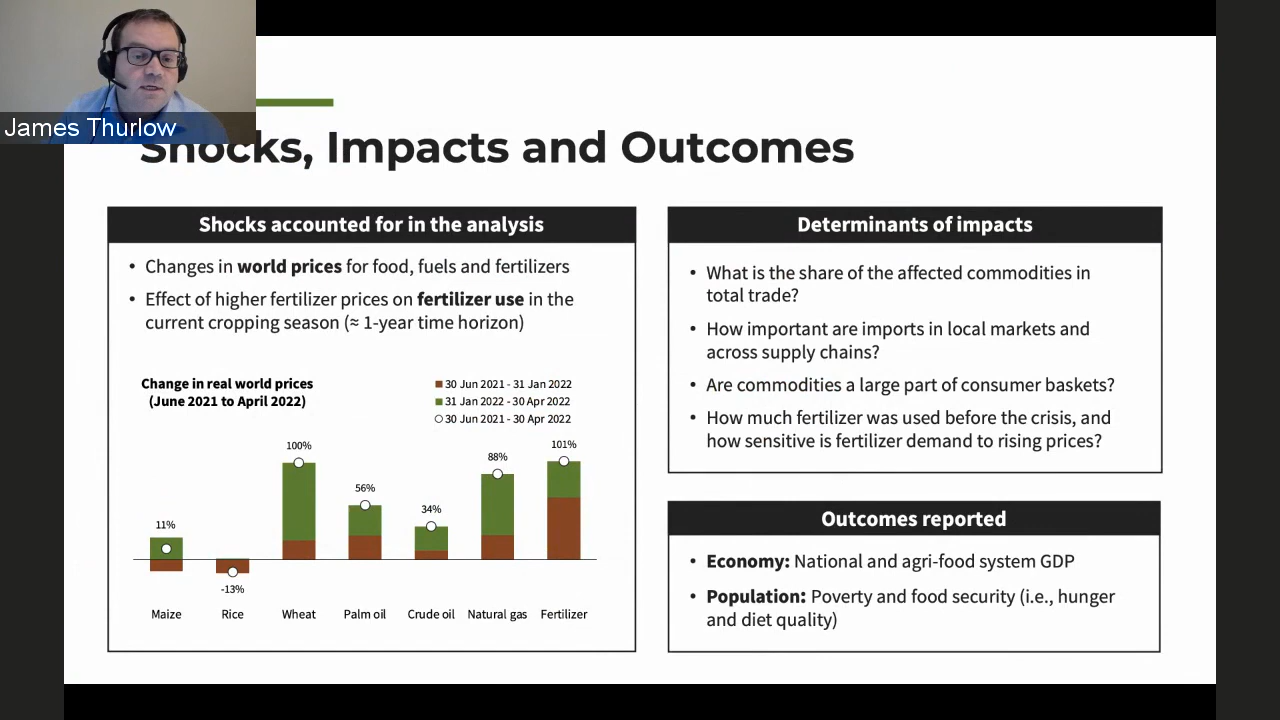 James Thurlow
Shocks, Impacts and Outcomes
Shocks accounted for in the analysis
• Changes in world prices for food, fuels and fertilizers
• Effect of higher fertilizer prices on fertilizer use in the
current cropping season (≈ 1-year time horizon)
Change in real world prices
(June 2021 to April 2022)
30 Jun 2021 - 31 Jan 2022
31 Jan 2022 - 30 Apr 2022
30 Jun 2021 - 30 Apr 2022
11%
-13%
100%
56%
34%
88%
101%
Maize
Rice
Wheat
Palm oil
Crude oil
Natural gas
Fertilizer
Determinants of impacts
• What is the share of the affected commodities in
total trade?
• How important are imports in local markets and
across supply chains?
• Are commodities a large part of consumer baskets?
• How much fertilizer was used before the crisis, and
how sensitive is fertilizer demand to rising prices?
Outcomes reported
• Economy: National and agri-food system GDP
• Population: Poverty and food security (i.e., hunger
and diet quality)